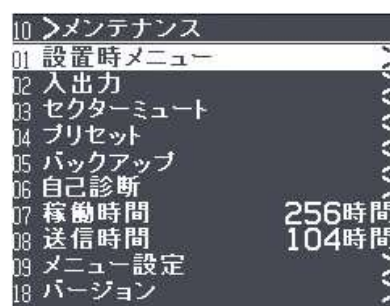 10 >メンテナンス
01 設置時メニュー >
02 入出力 >
03 セクターミュート >
04 プリセット >
05 バックアップ >
06 自己診断 >
07 稼働時間 256時間
08 送信時間 104時間
09 メニュー設定 >
18 バージョン >